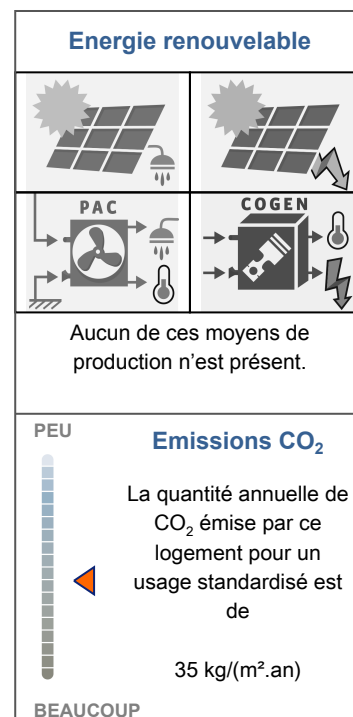 Energie renouvelable
PAC
COGEN
Aucun de ces moyens de
production n'est présent.
PEU
Emissions CO₂
La quantité annuelle de
CO₂ émise par ce
logement pour un
usage standardisé est
de
35 kg/(m².an)
BEAUCOUP